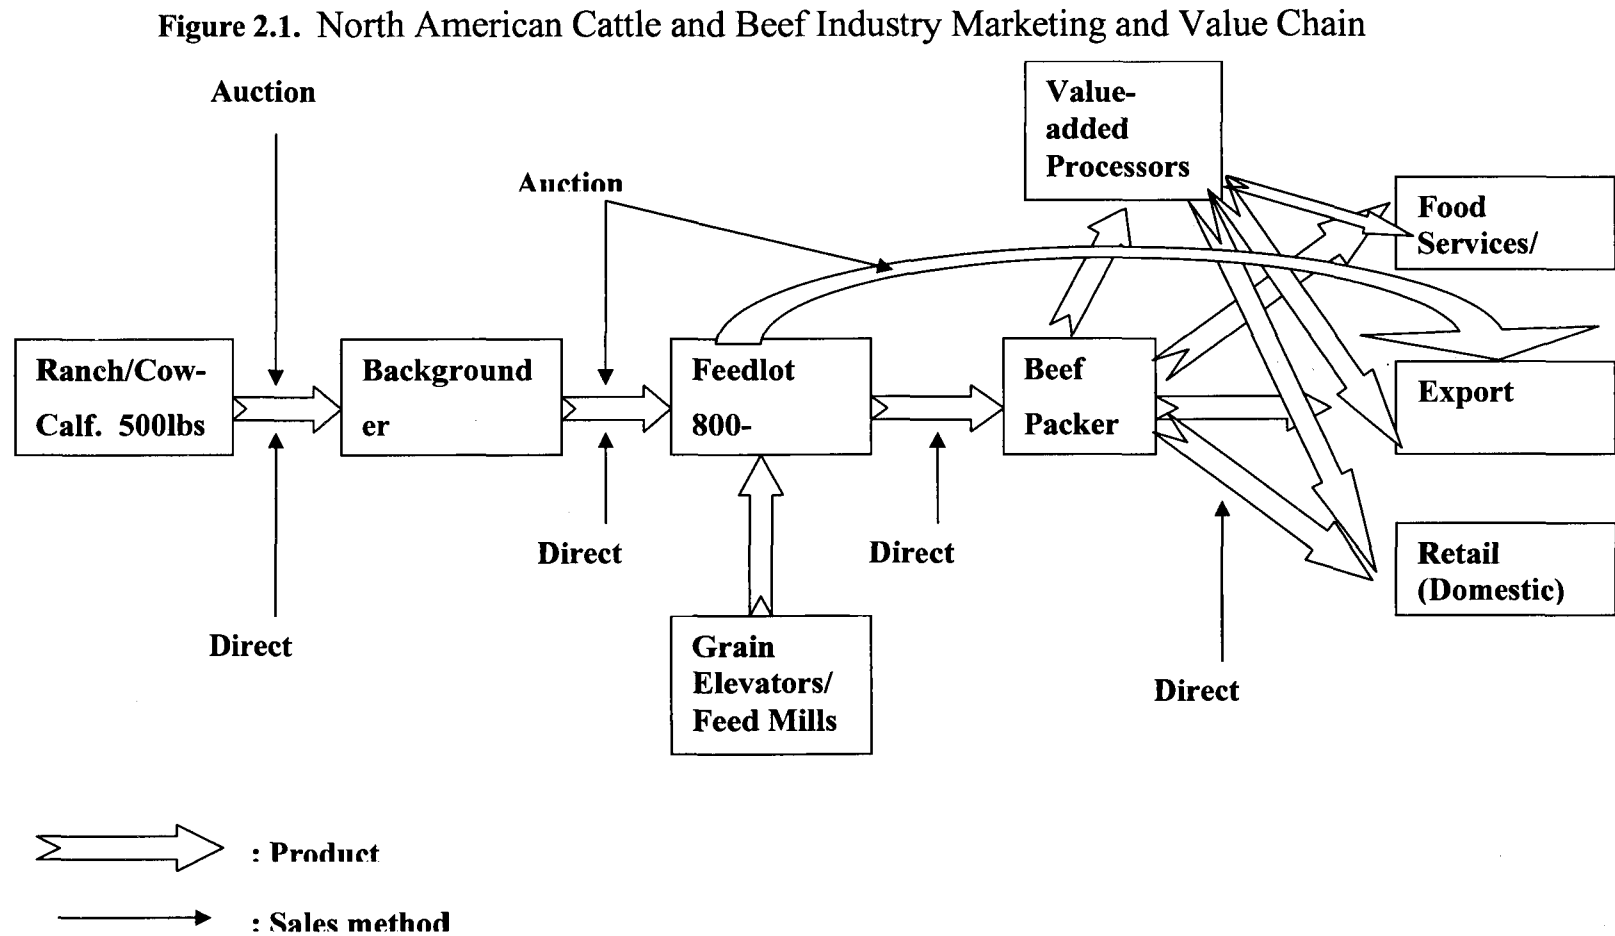 Figure 2.1. North American Cattle and Beef Industry Marketing and Value Chain
Auction
Value-
added
Processors
Auction
Food
Services/
Ranch/Cow-
Calf. 500lbs
Background
er
Feedlot
800-
Beef
Packer
Export
Direct
Direct
Retail
(Domestic)
Direct
Grain
Elevators/
Feed Mills
Direct
: Product
: Sales method